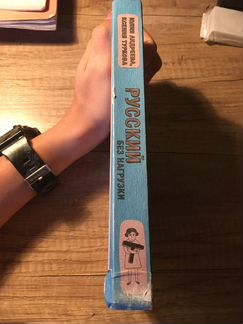 ЮЛИЯ АНДРЕЕВА,
КСЕНИЯ ТУРКОВА
РУССКИЙ
БЕЗ НАГРУЗКИ